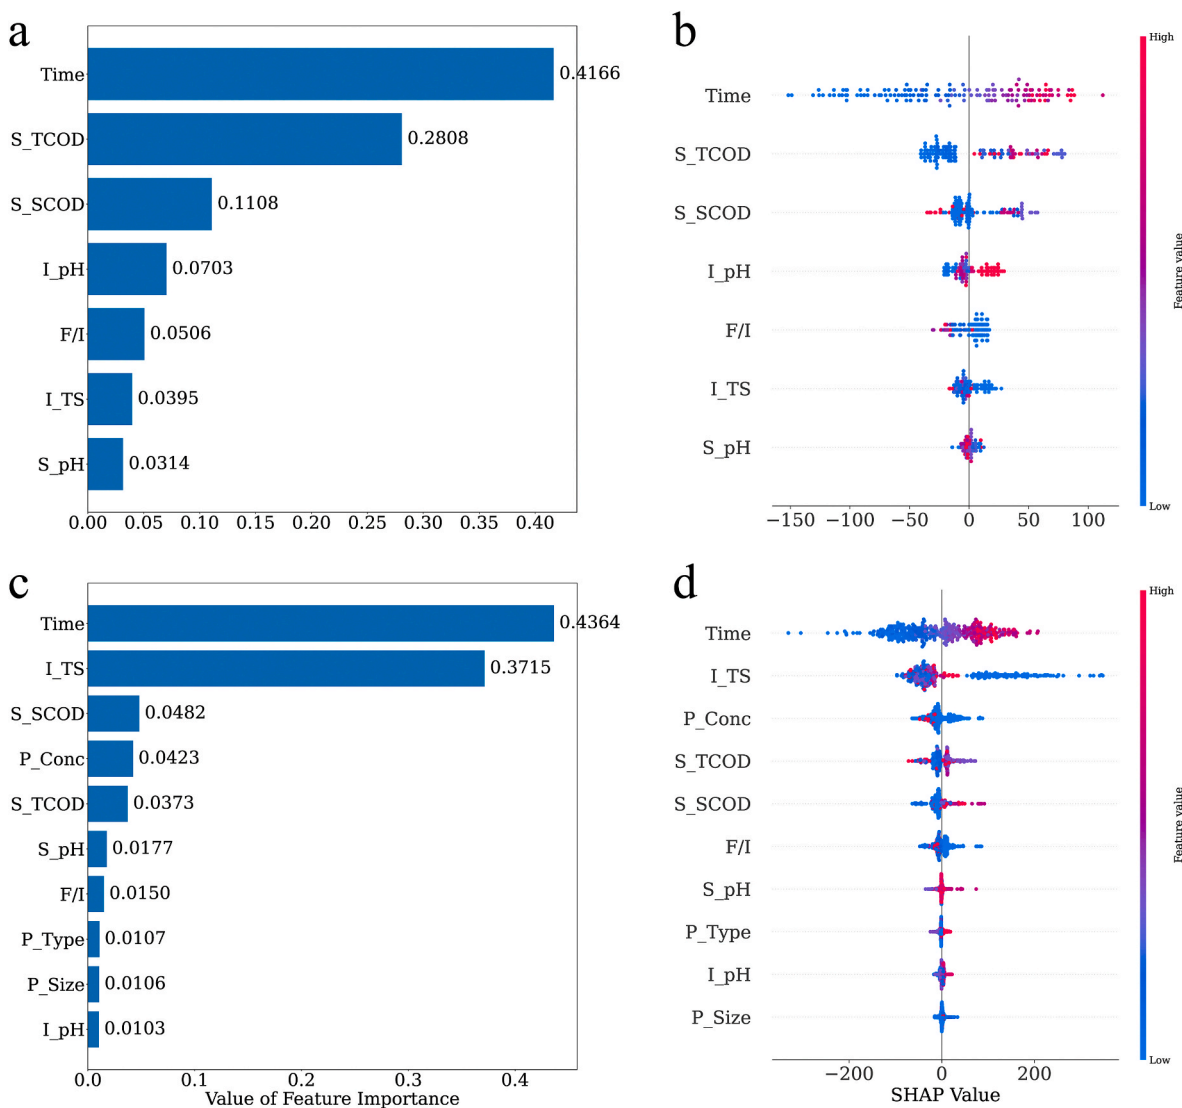 a
Time
0.4166
S_TCOD
0.2808
S_SCOD
0.1108
I_pH
0.0703
F/I
0.0506
I_TS
0.0395
S_pH
0.0314
0.00 0.05 0.10 0.15 0.20 0.25 0.30 0.35 0.40
b
High
Time
S_TCOD
S_SCOD
I_pH
F/I
I_TS
S_pH
Low
Feature value
−150 −100 −50 0 50 100
c
Time
0.4364
I_TS
0.3715
S_SCOD
0.0482
P_Conc
0.0423
S_TCOD
0.0373
S_pH
0.0177
F/I
0.0150
P_Type
0.0107
P_Size
0.0106
I_pH
0.0103
0.0 0.1 0.2 0.3 0.4
Value of Feature Importance
d
High
Time
I_TS
P_Conc
S_TCOD
S_SCOD
F/I
S_pH
P_Type
I_pH
P_Size
Low
Feature value
−200 0 200
SHAP Value